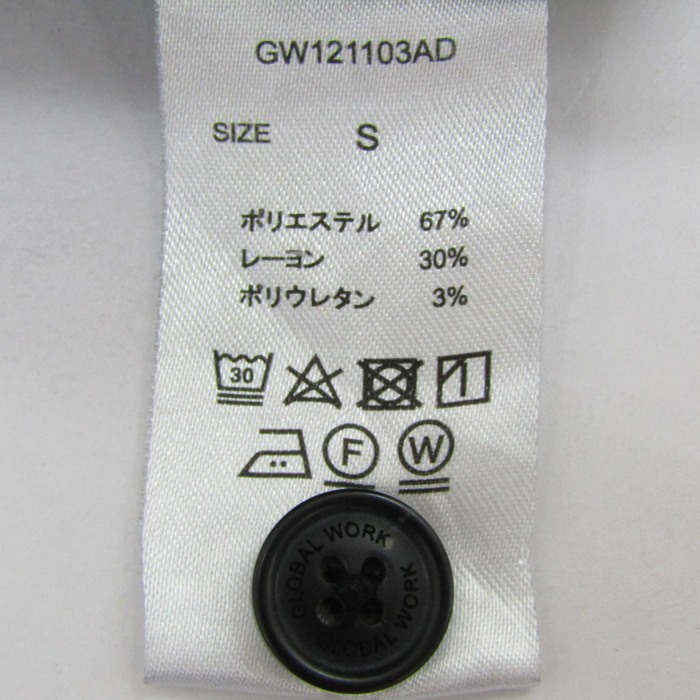 GW121103AD
SIZE S
ポリエステル 67%
レーヨン 30%
ポリウレタン 3%
30
F W
GLOBAL WORK
GLOBAL WORK